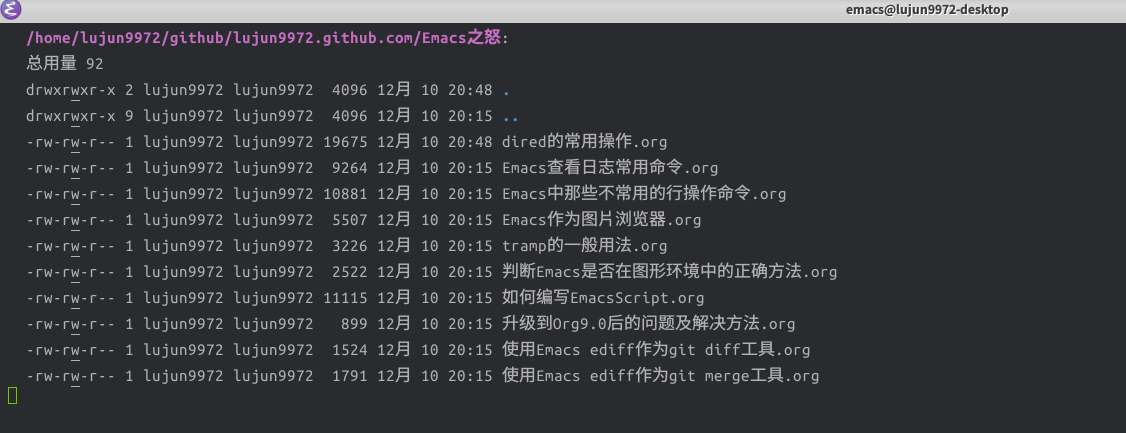 emacs@lujun9972-desktop
/home/lujun9972/github/lujun9972.github.com/Emacs之怒:
总用量 92
drwxrwxr-x 2 lujun9972 lujun9972  4096 12月 10 20:48 .
drwxrwxr-x 9 lujun9972 lujun9972  4096 12月 10 20:15 ..
-rw-rw-r-- 1 lujun9972 lujun9972 19675 12月 10 20:48 dired的常用操作.org
-rw-rw-r-- 1 lujun9972 lujun9972  9264 12月 10 20:15 Emacs查看日志常用命令.org
-rw-rw-r-- 1 lujun9972 lujun9972 10881 12月 10 20:15 Emacs中那些不常用的行操作命令.org
-rw-rw-r-- 1 lujun9972 lujun9972  5507 12月 10 20:15 Emacs作为图片浏览器.org
-rw-rw-r-- 1 lujun9972 lujun9972  3226 12月 10 20:15 tramp的一般用法.org
-rw-rw-r-- 1 lujun9972 lujun9972  2522 12月 10 20:15 判断Emacs是否在图形环境中的正确方法.org
-rw-rw-r-- 1 lujun9972 lujun9972 11115 12月 10 20:15 如何编写EmacsScript.org
-rw-rw-r-- 1 lujun9972 lujun9972   899 12月 10 20:15 升级到Org9.0后的问题及解决方法.org
-rw-rw-r-- 1 lujun9972 lujun9972  1524 12月 10 20:15 使用Emacs ediff作为git diff工具.org
-rw-rw-r-- 1 lujun9972 lujun9972  1791 12月 10 20:15 使用Emacs ediff作为git merge工具.org